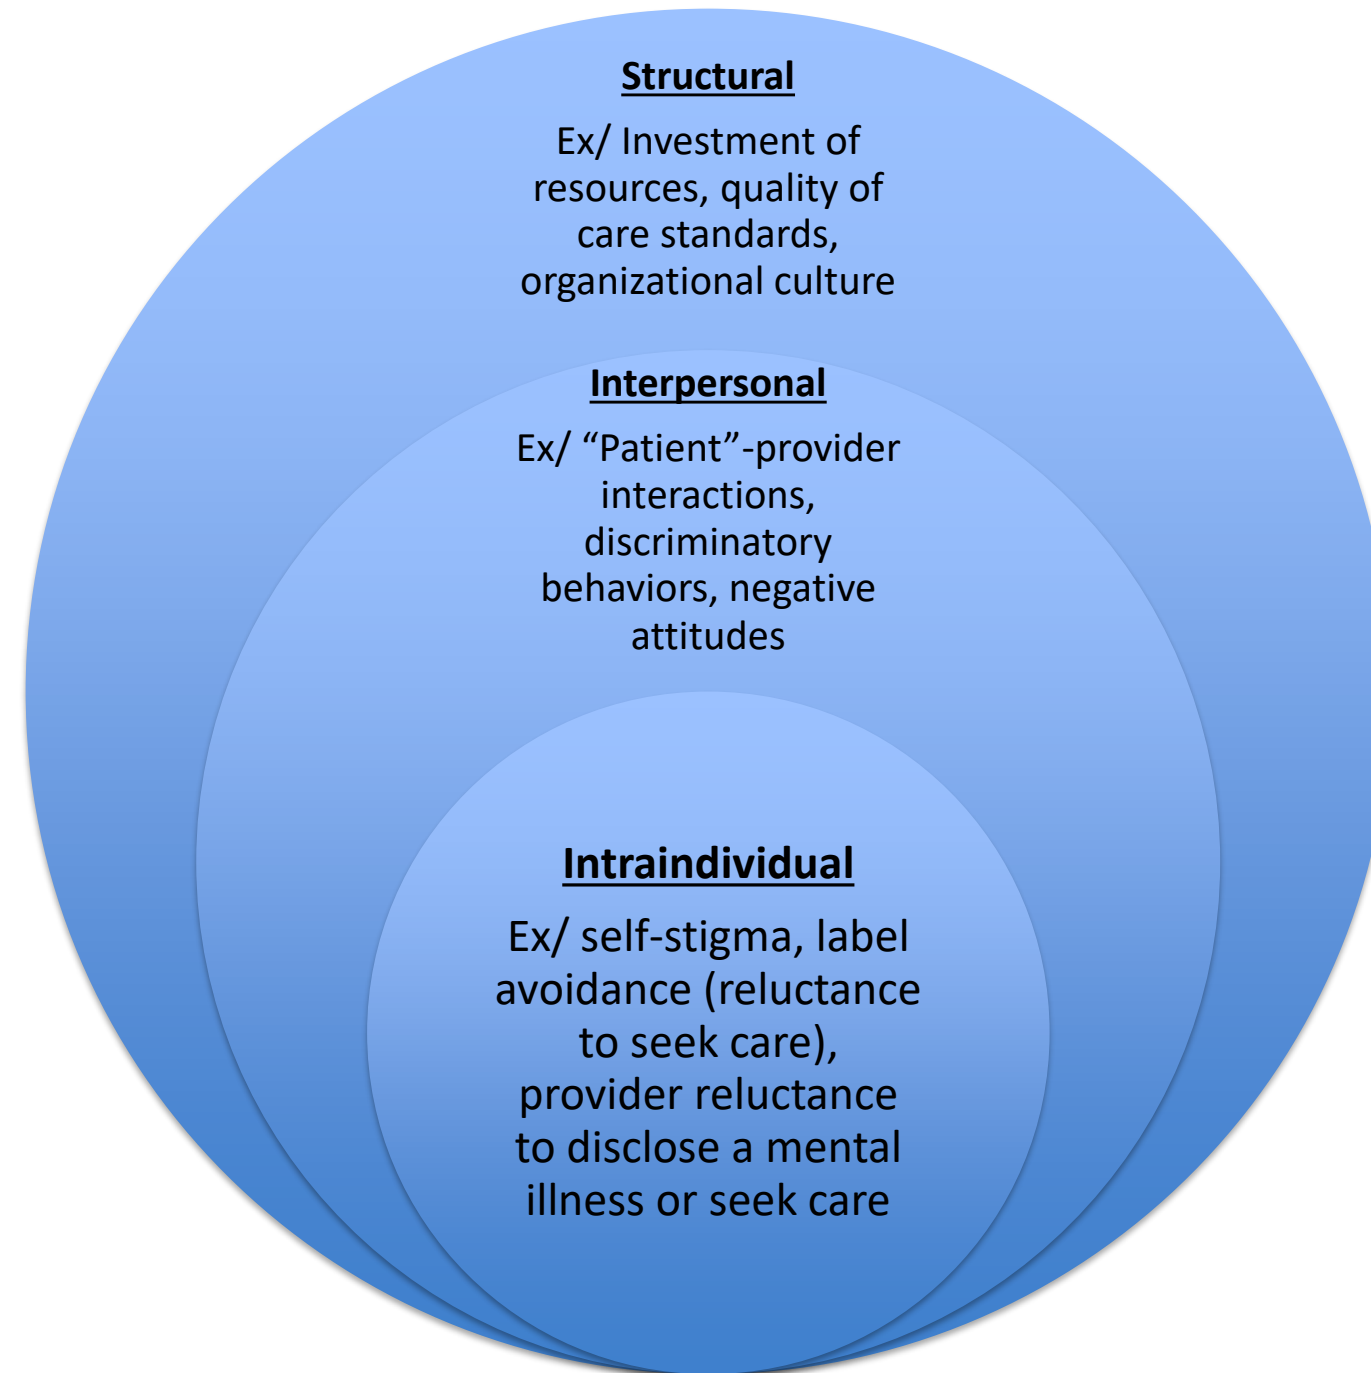 Structural
Ex/ Investment of
resources, quality of
care standards,
organizational culture
Interpersonal
Ex/ “Patient”-provider
interactions,
discriminatory
behaviors, negative
attitudes
Intraindividual
Ex/ self-stigma, label
avoidance (reluctance
to seek care),
provider reluctance
to disclose a mental
illness or seek care